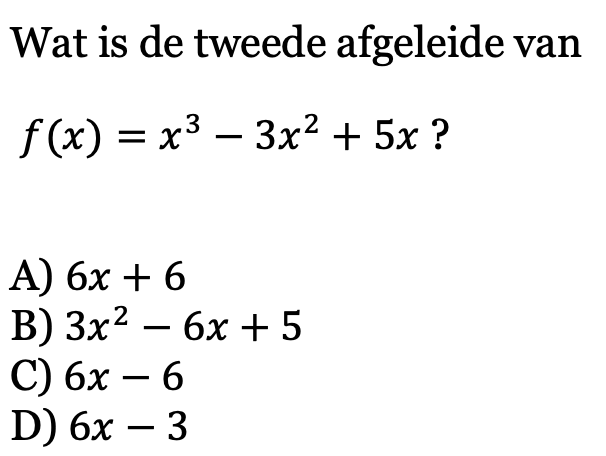 Wat is de tweede afgeleide van
f(x) = x³ − 3x² + 5x ?
A) 6x + 6
B) 3x² − 6x + 5
C) 6x − 6
D) 6x − 3